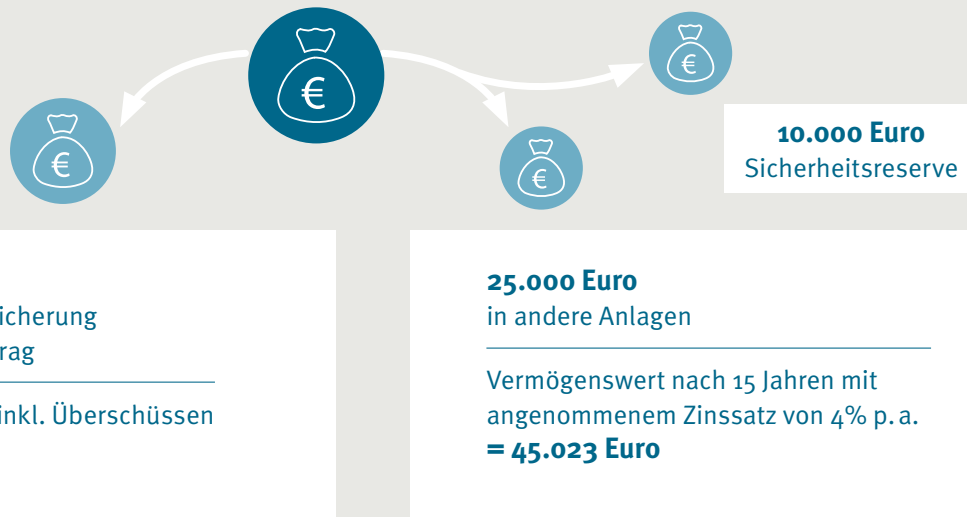 €
€
€
€
10.000 Euro
Sicherheitsreserve
icherung
rag
inkl. Überschüssen
25.000 Euro
in andere Anlagen
Vermögenswert nach 15 Jahren mit
angenommenem Zinssatz von 4% p. a.
= 45.023 Euro